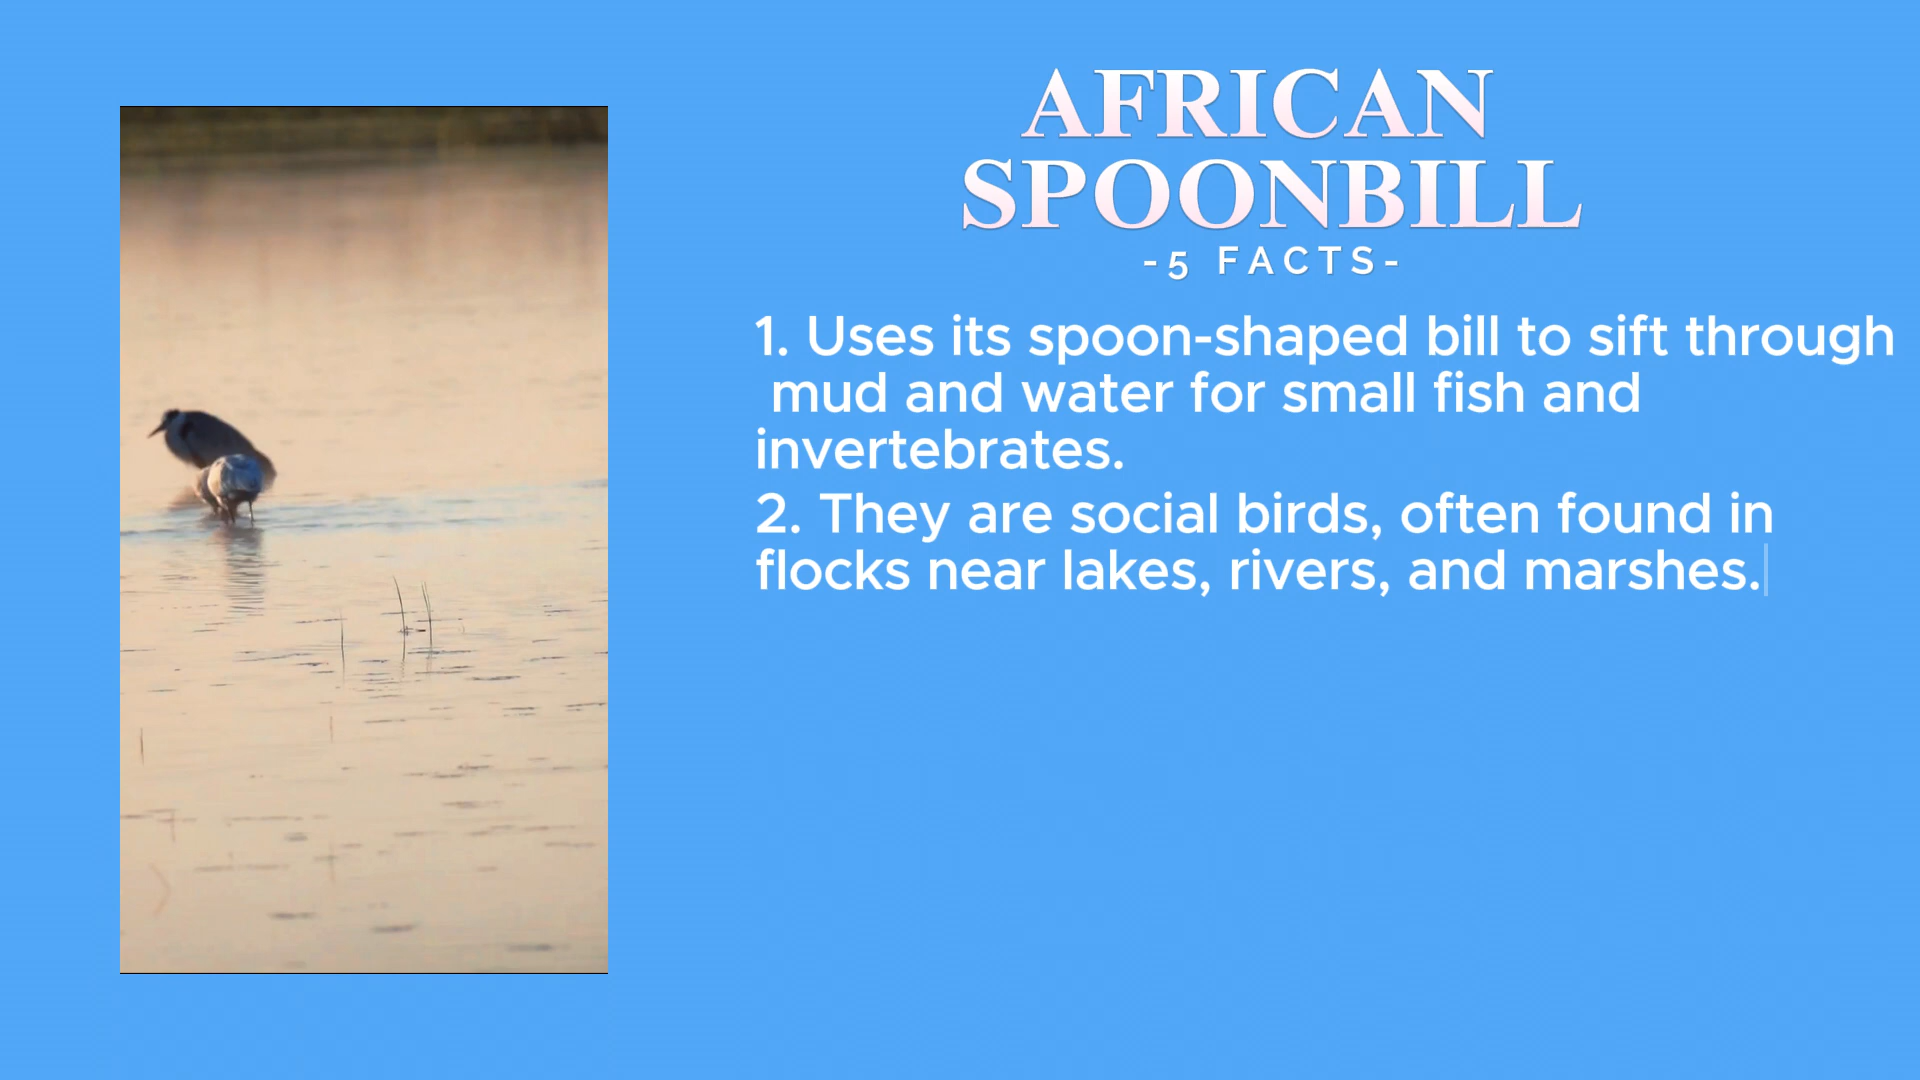 AFRICAN
SPOONBILL
-5 FACTS-
1. Uses its spoon-shaped bill to sift through
mud and water for small fish and
invertebrates.
2. They are social birds, often found in
flocks near lakes, rivers, and marshes.